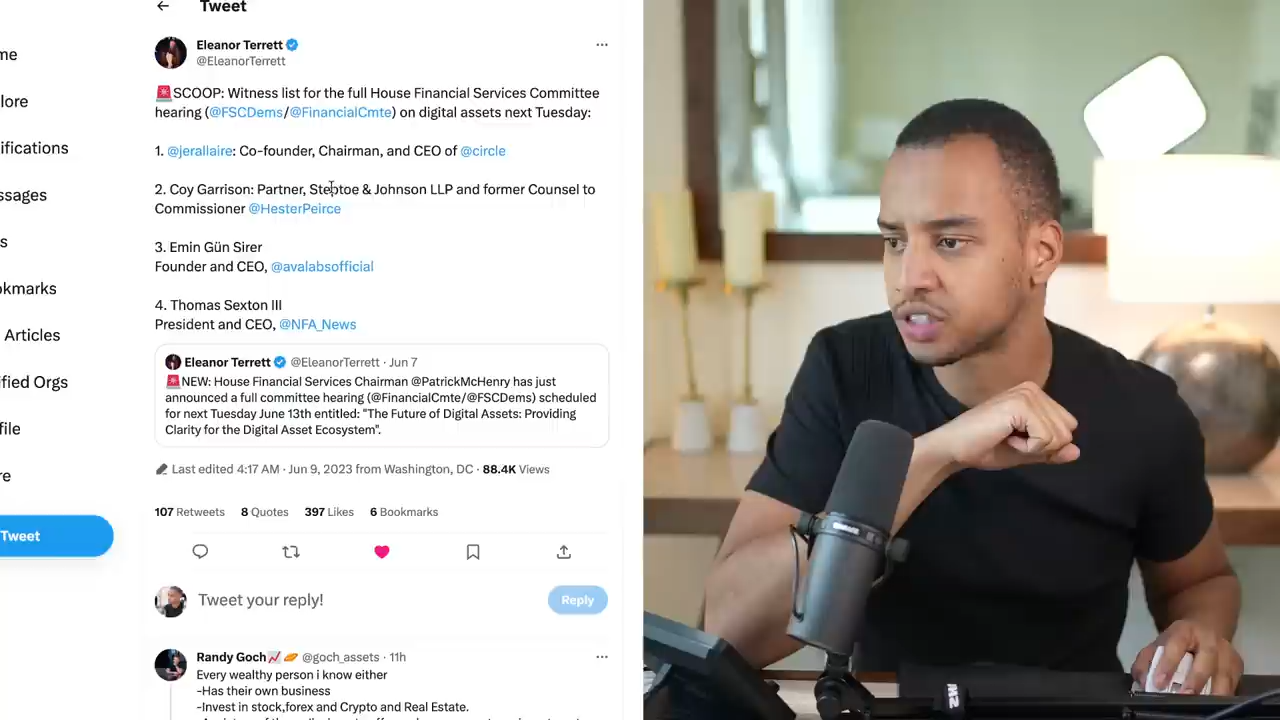 ← Tweet
me
lore
ifications
ssages
s
okmarks
Articles
ified Orgs
file
re
Tweet
Eleanor Terrett
@EleanorTerrett
🚨SCOOP: Witness list for the full House Financial Services Committee
hearing (@FSCDems/@FinancialCmte) on digital assets next Tuesday:
1. @jerallaire: Co-founder, Chairman, and CEO of @circle
2. Coy Garrison: Partner, Steptoe & Johnson LLP and former Counsel to
Commissioner @HesterPeirce
3. Emin Gün Sirer
Founder and CEO, @avalabsofficial
4. Thomas Sexton III
President and CEO, @NFA_News
Eleanor Terrett @EleanorTerrett · Jun 7
🚨NEW: House Financial Services Chairman @PatrickMcHenry has just
announced a full committee hearing (@FinancialCmte/@FSCDems) scheduled
for next Tuesday June 13th entitled: "The Future of Digital Assets: Providing
Clarity for the Digital Asset Ecosystem".
Last edited 4:17 AM · Jun 9, 2023 from Washington, DC · 88.4K Views
107 Retweets 8 Quotes 397 Likes 6 Bookmarks
Tweet your reply!
Reply
Randy Goch📈🥖 @goch_assets · 11h
Every wealthy person i know either
-Has their own business
-Invest in stock,forex and Crypto and Real Estate.